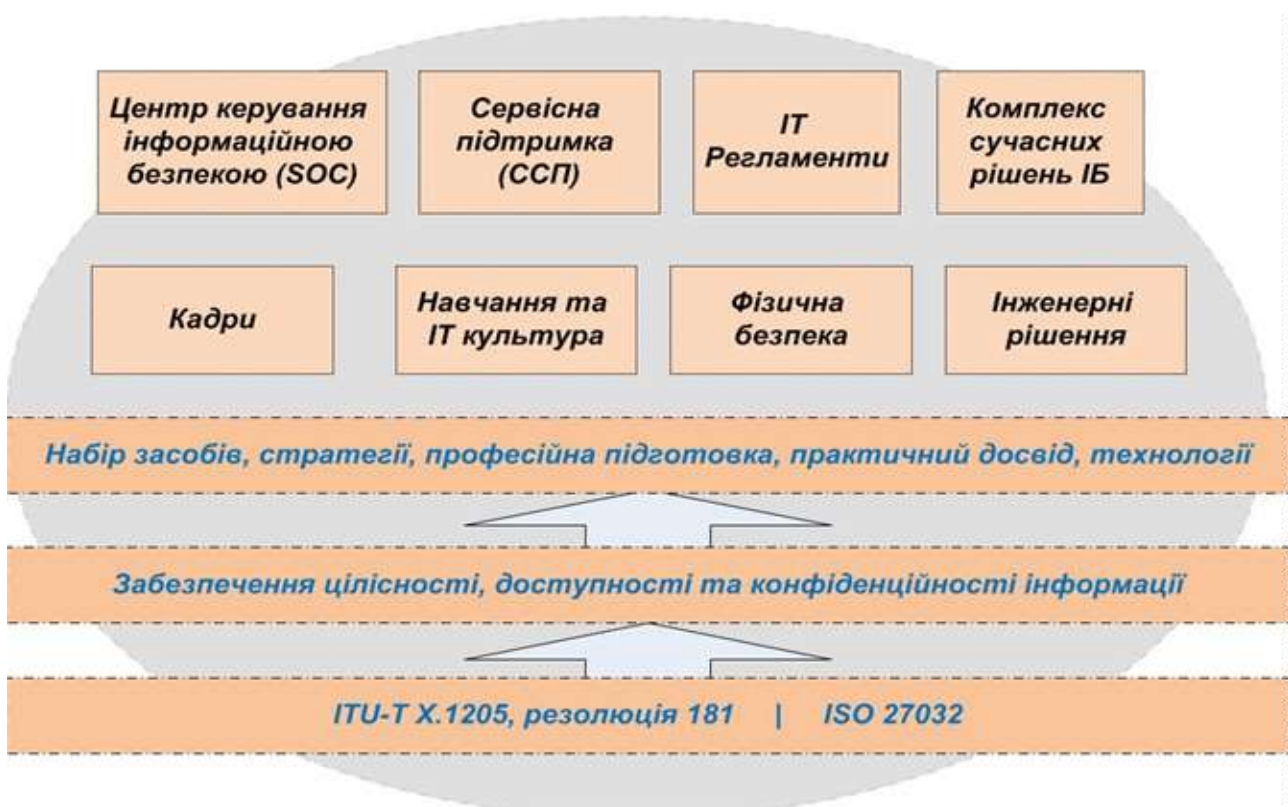 Центр керування
інформаційною
безпекою (SOC)
Сервісна
підтримка
(ССП)
ІТ
Регламенти
Комплекс
сучасних
рішень ІБ
Кадри
Навчання та
ІТ культура
Фізична
безпека
Інженерні
рішення
Набір засобів, стратегії, професійна підготовка, практичний досвід, технології
Забезпечення цілісності, доступності та конфіденційності інформації
ITU-T X.1205, резолюція 181 | ISO 27032